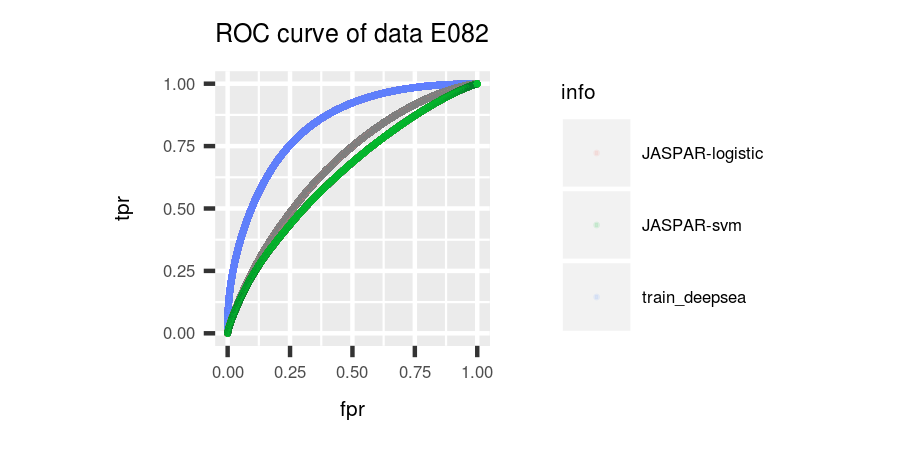 ROC curve of data E082
tpr
1.00
0.75
0.50
0.25
0.00
0.00 0.25 0.50 0.75 1.00
fpr
info
JASPAR-logistic
JASPAR-svm
train_deepsea